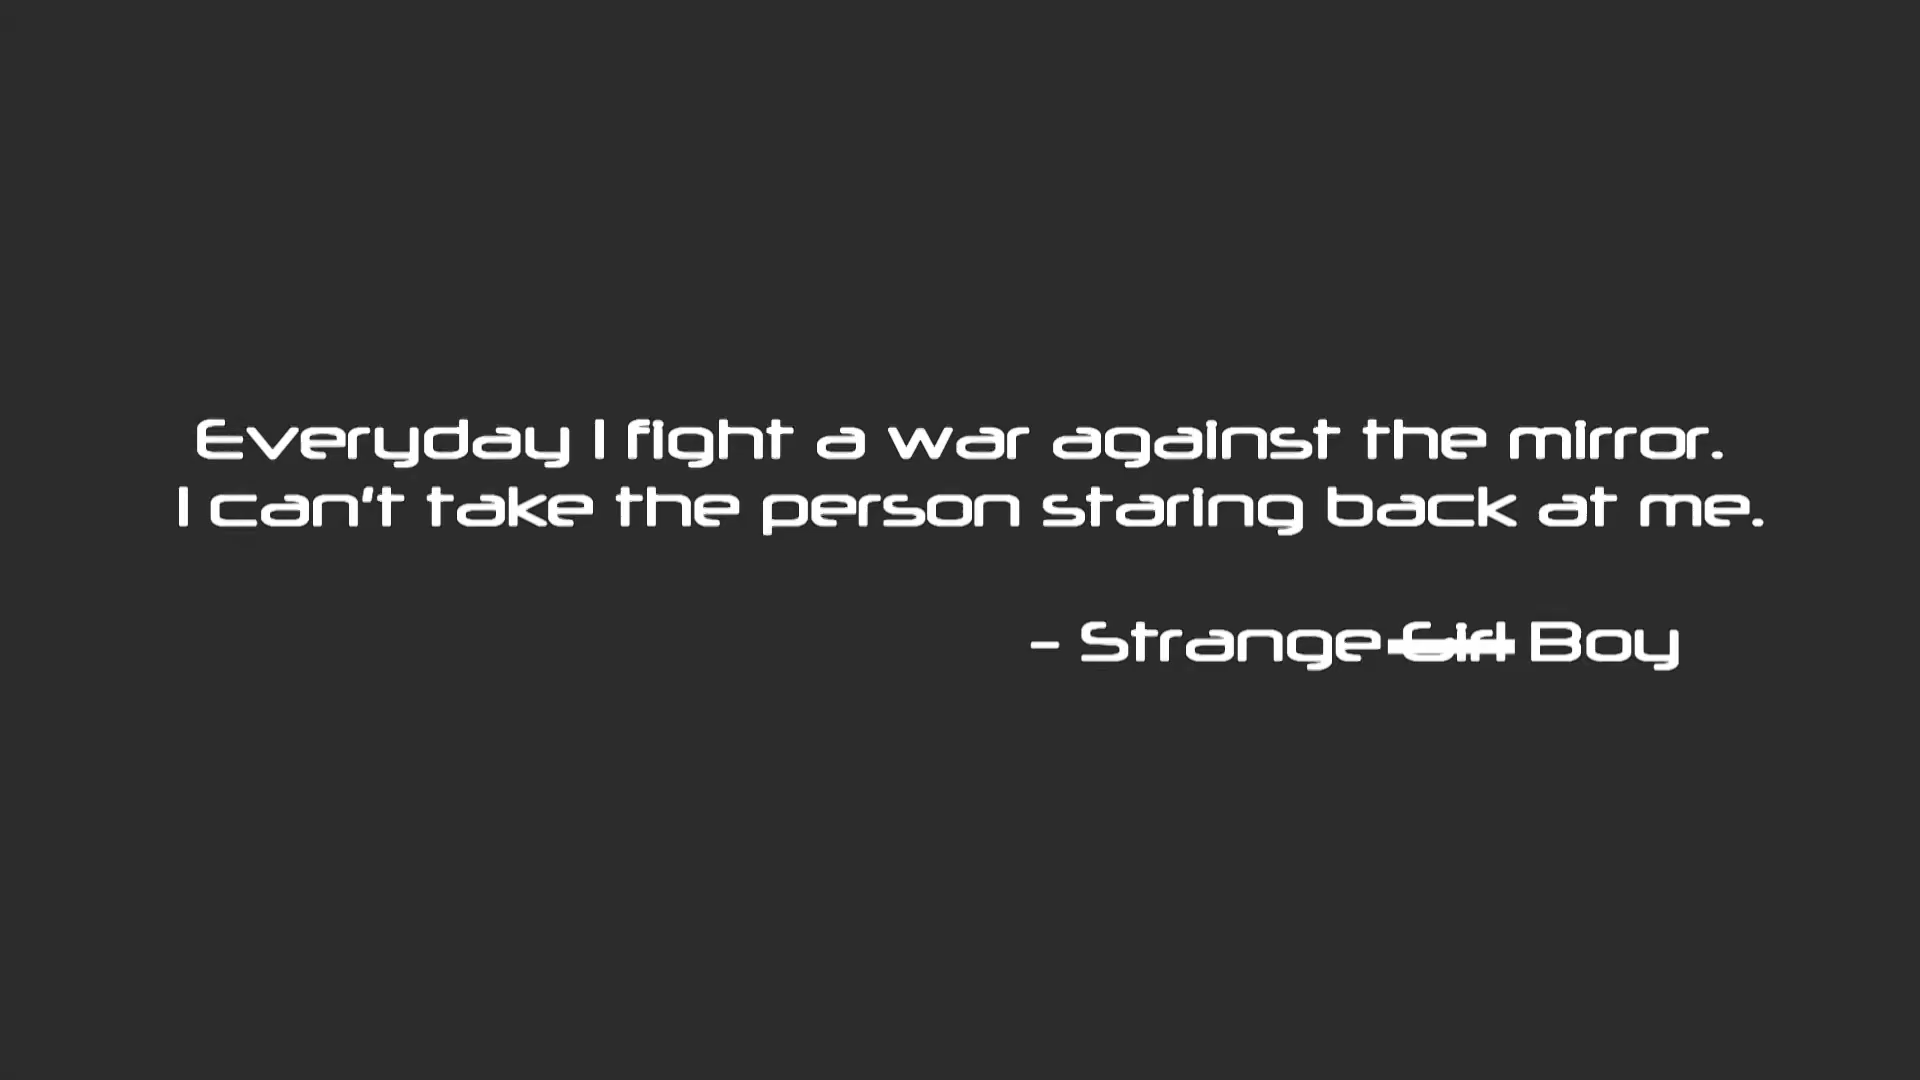 Everyday I fight a war against the mirror.
I can't take the person staring back at me.
- Strange Girl Boy